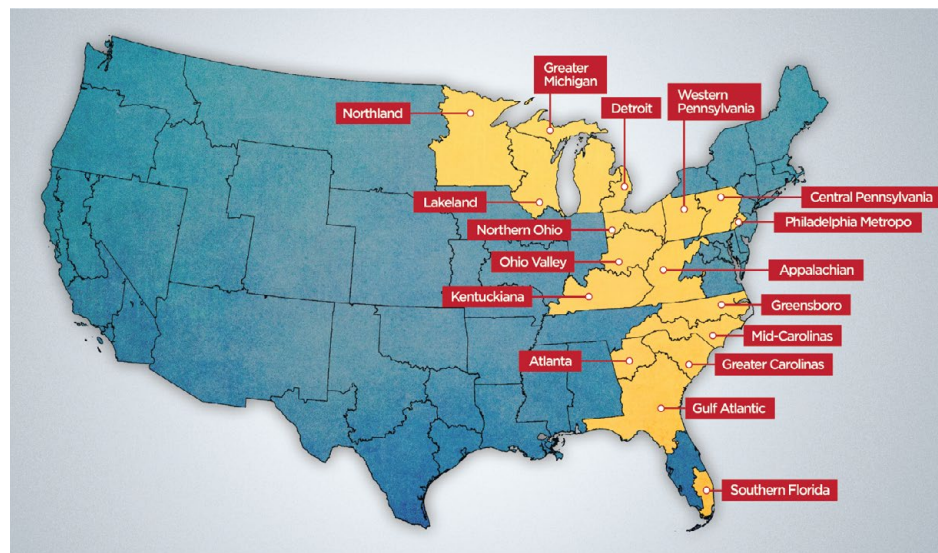 Greater
Michigan
Northland
Detroit
Western
Pennsylvania
Lakeland
Central Pennsylvania
Philadelphia Metropo
Northern Ohio
Ohio Valley
Appalachian
Kentuckiana
Greensboro
Mid-Carolinas
Atlanta
Greater Carolinas
Gulf Atlantic
Southern Florida